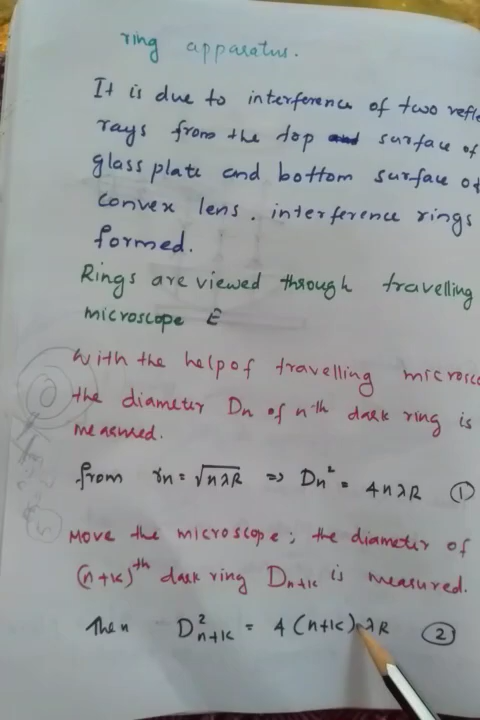 ring apparatus.
It is due to interference of two
rays from the top surface of
glass plate and bottom surface of
convex lens. interference rings
formed.
Rings are viewed through travelling
microscope E
With the help of travelling
the diameter Dn of nth dark ring is
measured.
from rn = √nλR ⇒ Dn² = 4nλR ①
Move the microscope; the diameter of
(n+k)th dark ring Dn+k is measured.
Then D²n+k = 4(n+k)λR ②